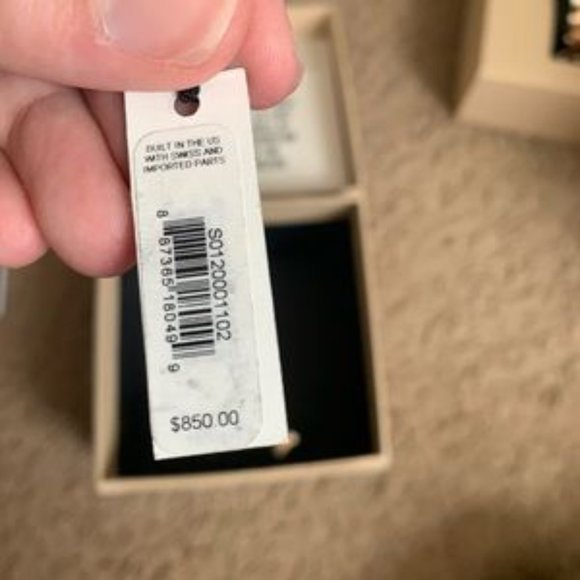 BUILT IN THE US
WITH SWISS AND
IMPORTED PARTS
S0120001102
8 87365 18049 9
$850.00